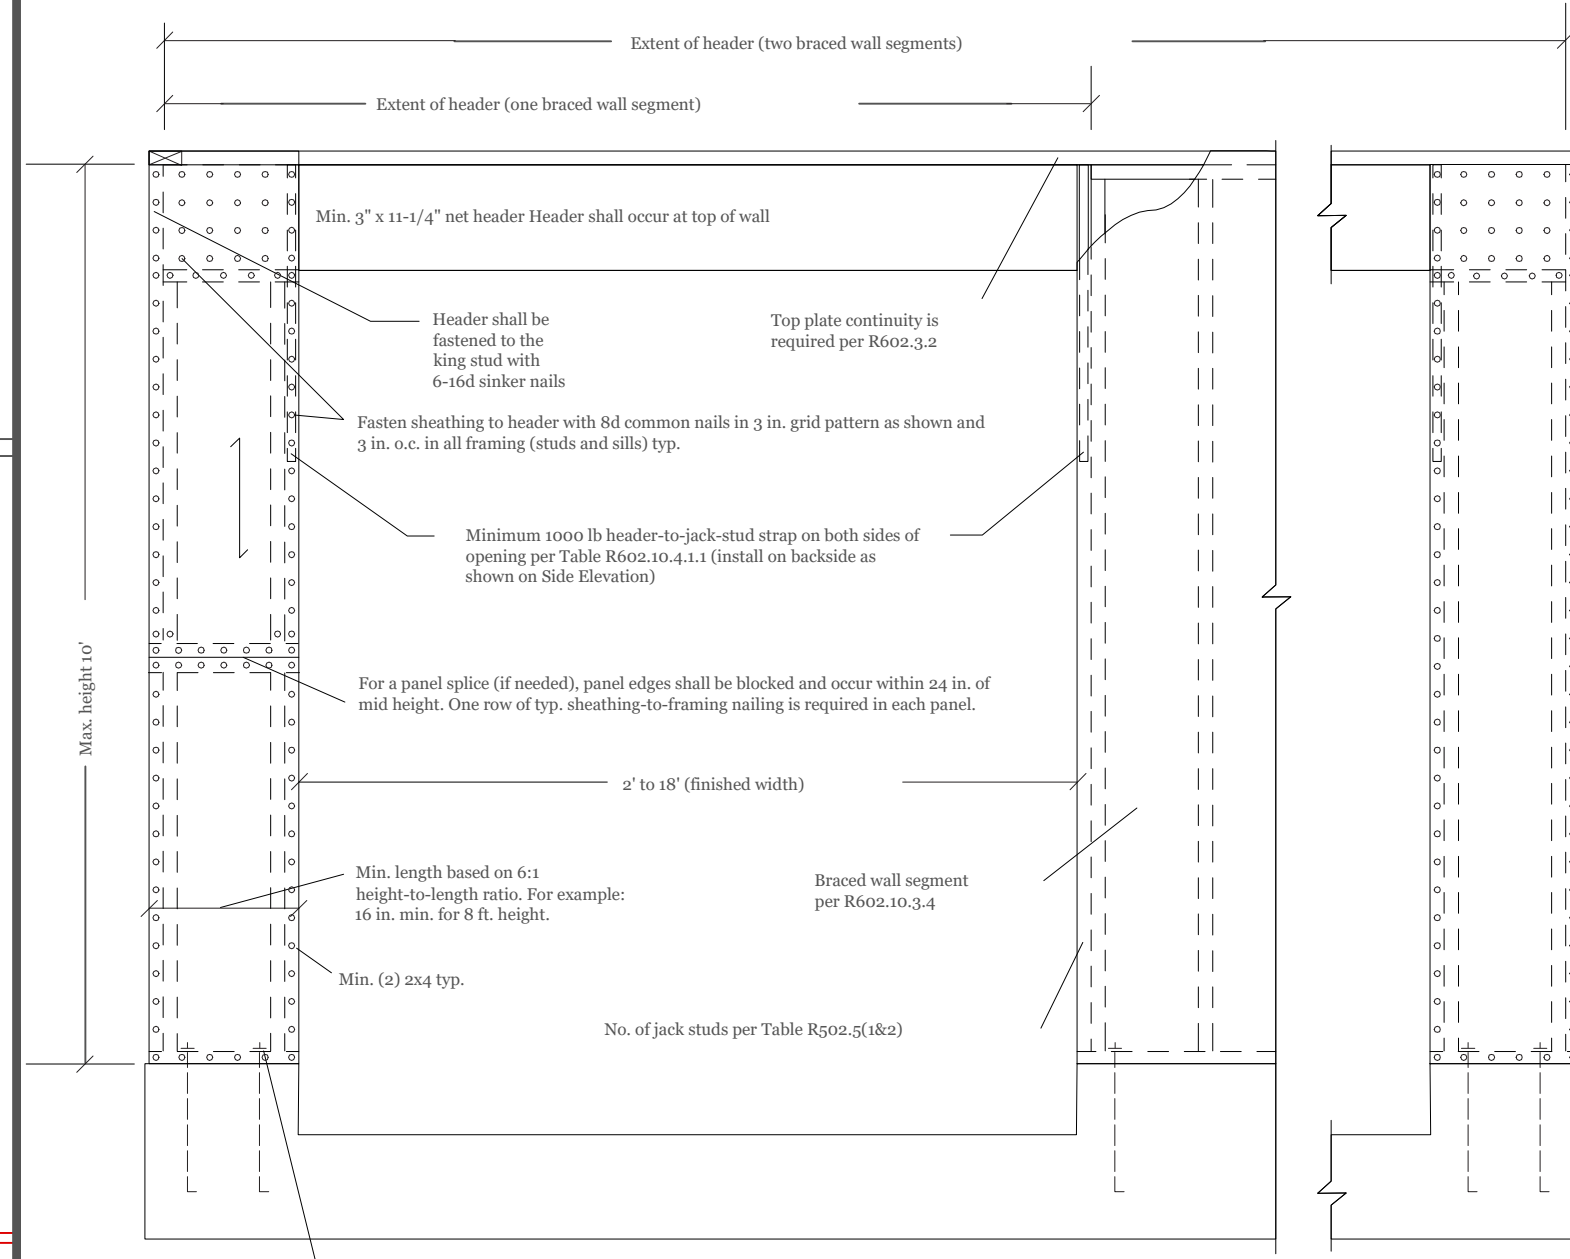 Extent of header (two braced wall segments)
Extent of header (one braced wall segment)
Min. 3" x 11-1/4" net header Header shall occur at top of wall
Header shall be
fastened to the
king stud with
6-16d sinker nails
Top plate continuity is
required per R602.3.2
Fasten sheathing to header with 8d common nails in 3 in. grid pattern as shown and
3 in. o.c. in all framing (studs and sills) typ.
Minimum 1000 lb header-to-jack-stud strap on both sides of
opening per Table R602.10.4.1.1 (install on backside as
shown on Side Elevation)
Max. height 10'
For a panel splice (if needed), panel edges shall be blocked and occur within 24 in. of
mid height. One row of typ. sheathing-to-framing nailing is required in each panel.
2' to 18' (finished width)
Min. length based on 6:1
height-to-length ratio. For example:
16 in. min. for 8 ft. height.
Braced wall segment
per R602.10.3.4
Min. (2) 2x4 typ.
No. of jack studs per Table R502.5(1&2)